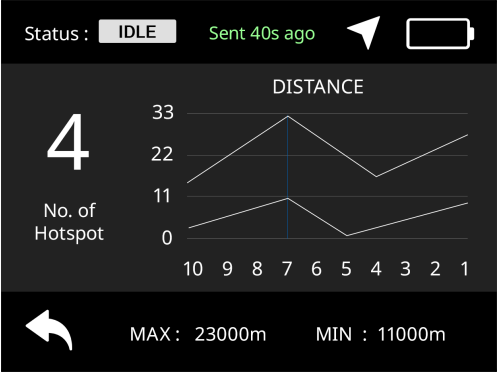 Status : IDLE Sent 40s ago
DISTANCE
4
No. of
Hotspot
33
22
11
0
10 9 8 7 6 5 4 3 2 1
MAX : 23000m MIN : 11000m